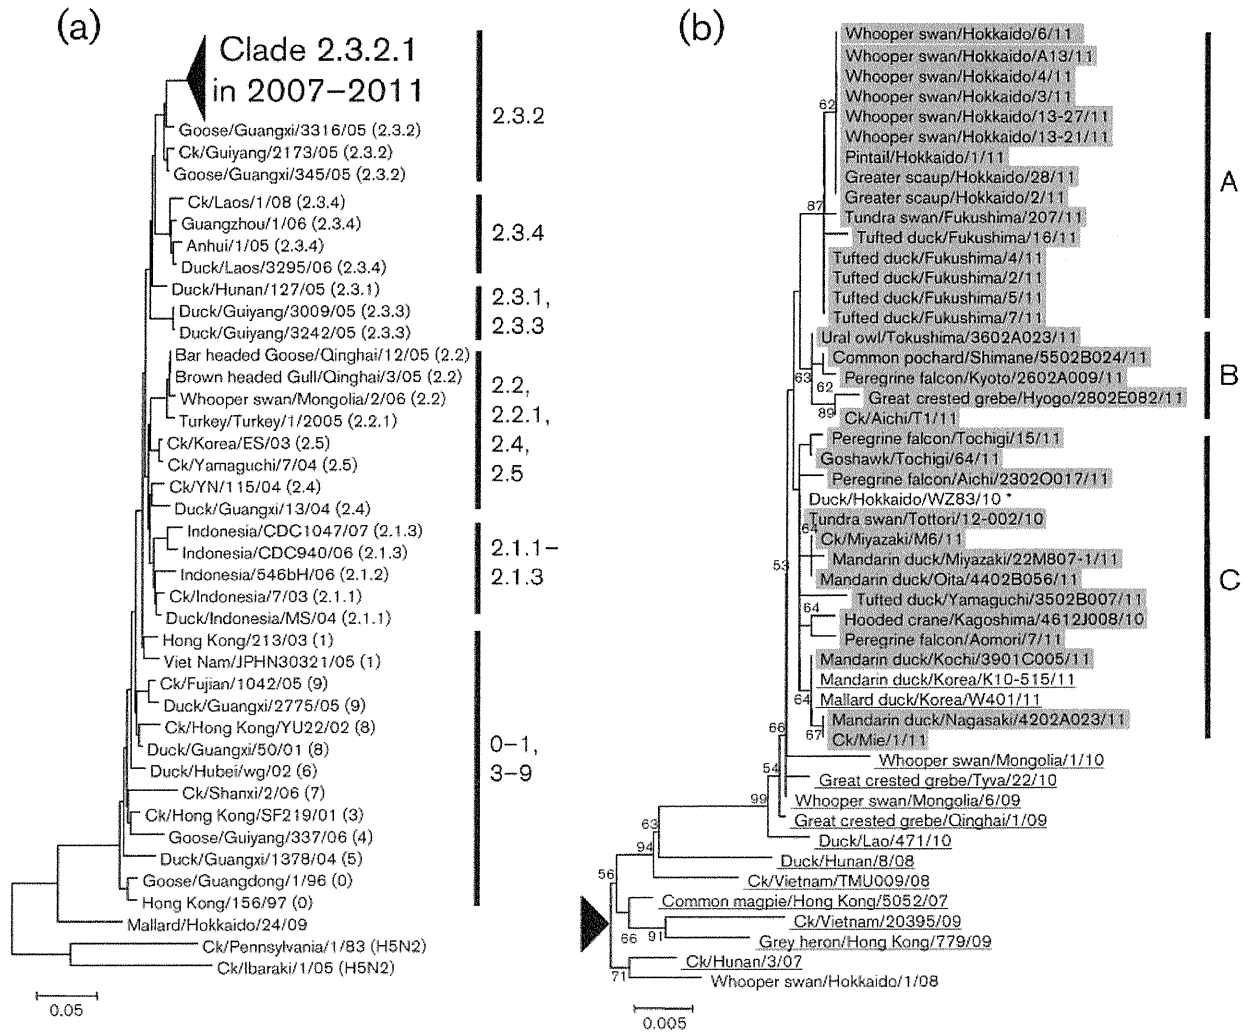 (a)
Clade 2.3.2.1
in 2007–2011
Goose/Guangxi/3316/05 (2.3.2)
Ck/Guiyang/2173/05 (2.3.2)
Goose/Guangxi/345/05 (2.3.2)
Ck/Laos/1/08 (2.3.4)
Guangzhou/1/06 (2.3.4)
Anhui/1/05 (2.3.4)
Duck/Laos/3295/06 (2.3.4)
Duck/Hunan/127/05 (2.3.1)
Duck/Guiyang/3009/05 (2.3.3)
Duck/Guiyang/3242/05 (2.3.3)
Bar headed Goose/Qinghai/12/05 (2.2)
Brown headed Gull/Qinghai/3/05 (2.2)
Whooper swan/Mongolia/2/06 (2.2)
Turkey/Turkey/1/2005 (2.2.1)
Ck/Korea/ES/03 (2.5)
Ck/Yamaguchi/7/04 (2.5)
Ck/YN/115/04 (2.4)
Duck/Guangxi/13/04 (2.4)
Indonesia/CDC1047/07 (2.1.3)
Indonesia/CDC940/06 (2.1.3)
Indonesia/546bH/06 (2.1.2)
Ck/Indonesia/7/03 (2.1.1)
Duck/Indonesia/MS/04 (2.1.1)
Hong Kong/213/03 (1)
Viet Nam/JPHN30321/05 (1)
Ck/Fujian/1042/05 (9)
Duck/Guangxi/2775/05 (9)
Ck/Hong Kong/YU22/02 (8)
Duck/Guangxi/50/01 (8)
Duck/Hubei/wg/02 (6)
Ck/Shanxi/2/06 (7)
Ck/Hong Kong/SF219/01 (3)
Goose/Guiyang/337/06 (4)
Duck/Guangxi/1378/04 (5)
Goose/Guangdong/1/96 (0)
Hong Kong/156/97 (0)
Mallard/Hokkaido/24/09
Ck/Pennsylvania/1/83 (H5N2)
Ck/Ibaraki/1/05 (H5N2)
0.05
2.3.2
2.3.4
2.3.1,
2.3.3
2.2,
2.2.1,
2.4,
2.5
2.1.1–
2.1.3
0–1,
3–9
(b)
Whooper swan/Hokkaido/6/11
Whooper swan/Hokkaido/A13/11
Whooper swan/Hokkaido/4/11
Whooper swan/Hokkaido/3/11
62
Whooper swan/Hokkaido/13-27/11
Whooper swan/Hokkaido/13-21/11
Pintail/Hokkaido/1/11
Greater scaup/Hokkaido/28/11
Greater scaup/Hokkaido/2/11
87
Tundra swan/Fukushima/207/11
Tufted duck/Fukushima/16/11
Tufted duck/Fukushima/4/11
Tufted duck/Fukushima/2/11
Tufted duck/Fukushima/5/11
Tufted duck/Fukushima/7/11
A
Ural owl/Tokushima/3602A023/11
Common pochard/Shimane/5502B024/11
63
Peregrine falcon/Kyoto/2602A009/11
62
Great crested grebe/Hyogo/2802E082/11
89
Ck/Aichi/T1/11
B
Peregrine falcon/Tochigi/15/11
Goshawk/Tochigi/64/11
Peregrine falcon/Aichi/2302O017/11
Duck/Hokkaido/WZ83/10 *
Tundra swan/Tottori/12-002/10
64
Ck/Miyazaki/M6/11
Mandarin duck/Miyazaki/22M807-1/11
53
Mandarin duck/Oita/4402B056/11
Tufted duck/Yamaguchi/3502B007/11
64
Hooded crane/Kagoshima/4612J008/10
Peregrine falcon/Aomori/7/11
Mandarin duck/Kochi/3901C005/11
Mandarin duck/Korea/K10-515/11
64
Mallard duck/Korea/W401/11
Mandarin duck/Nagasaki/4202A023/11
67
Ck/Mie/1/11
C
66
Whooper swan/Mongolia/1/10
54
Great crested grebe/Tyva/22/10
99
Whooper swan/Mongolia/6/09
Great crested grebe/Qinghai/1/09
63
Duck/Lao/471/10
94
Duck/Hunan/8/08
56
Ck/Vietnam/TMU009/08
Common magpie/Hong Kong/5052/07
Ck/Vietnam/20395/09
66
91
Grey heron/Hong Kong/779/09
Ck/Hunan/3/07
71
Whooper swan/Hokkaido/1/08
0.005